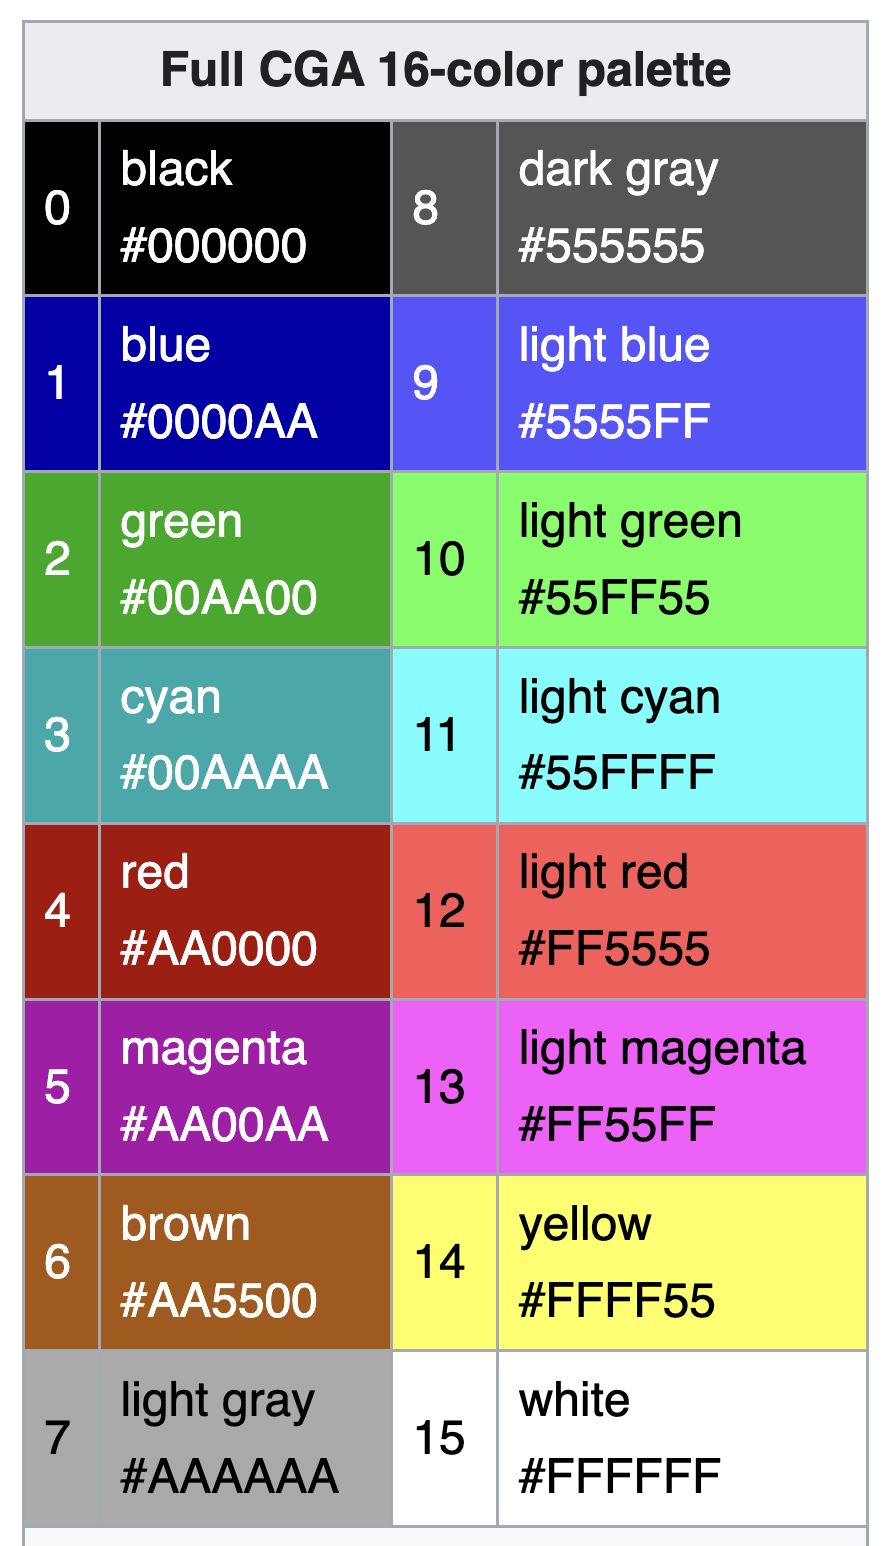 Full CGA 16-color palette
0
black
#000000
8
dark gray
#555555
1
blue
#0000AA
9
light blue
#5555FF
2
green
#00AA00
10
light green
#55FF55
3
cyan
#00AAAA
11
light cyan
#55FFFF
4
red
#AA0000
12
light red
#FF5555
5
magenta
#AA00AA
13
light magenta
#FF55FF
6
brown
#AA5500
14
yellow
#FFFF55
7
light gray
#AAAAAA
15
white
#FFFFFF